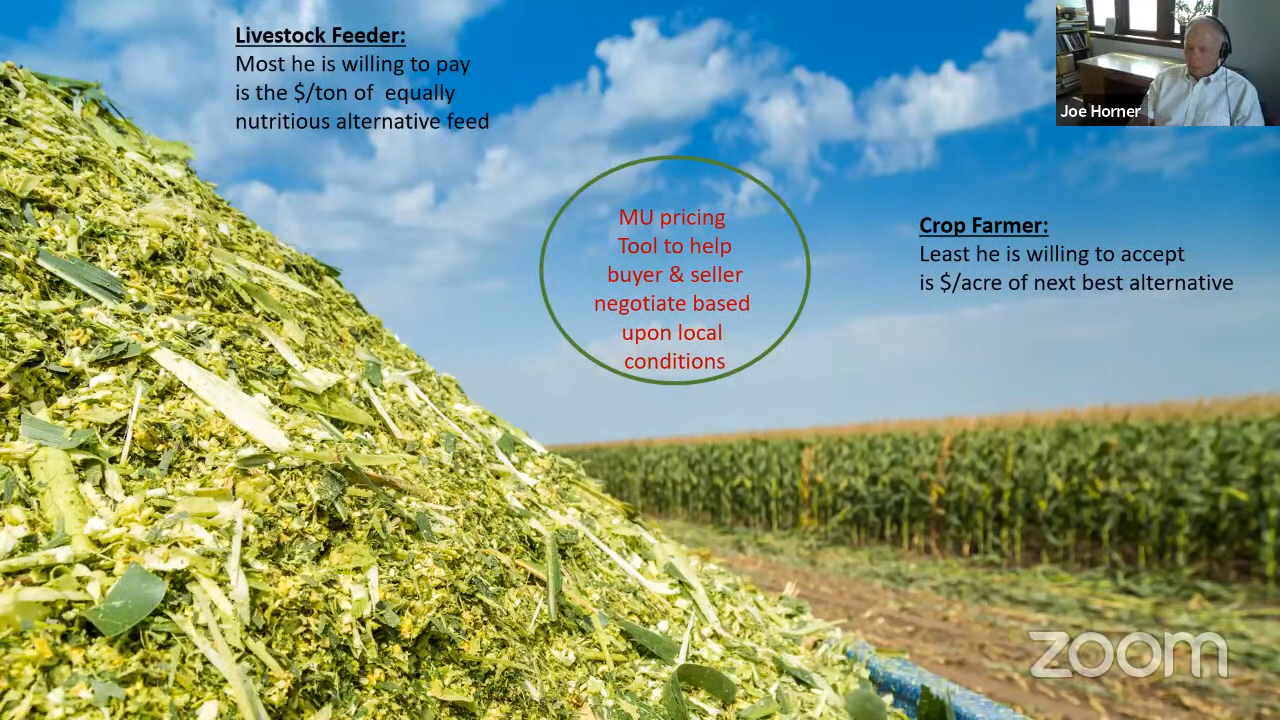 Livestock Feeder:
Most he is willing to pay
is the $/ton of equally
nutritious alternative feed
Joe Horner
MU pricing
Tool to help
buyer & seller
negotiate based
upon local
conditions
Crop Farmer:
Least he is willing to accept
is $/acre of next best alternative
zoom